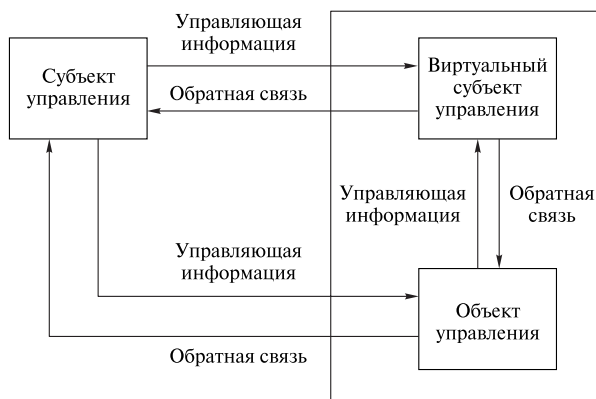 Управляющая
информация
Субъект
управления
Виртуальный
субъект
управления
Обратная связь
Управляющая
информация
Обратная
связь
Управляющая
информация
Объект
управления
Обратная связь